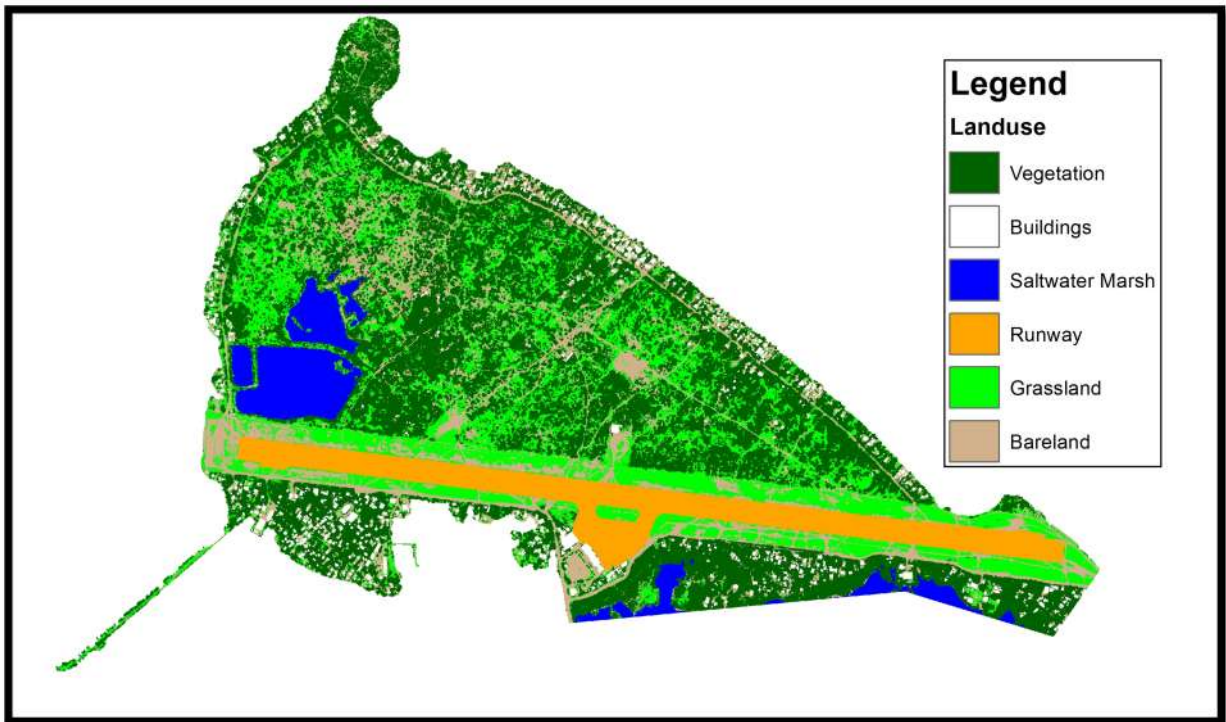 Legend
Landuse
Vegetation
Buildings
Saltwater Marsh
Runway
Grassland
Bareland